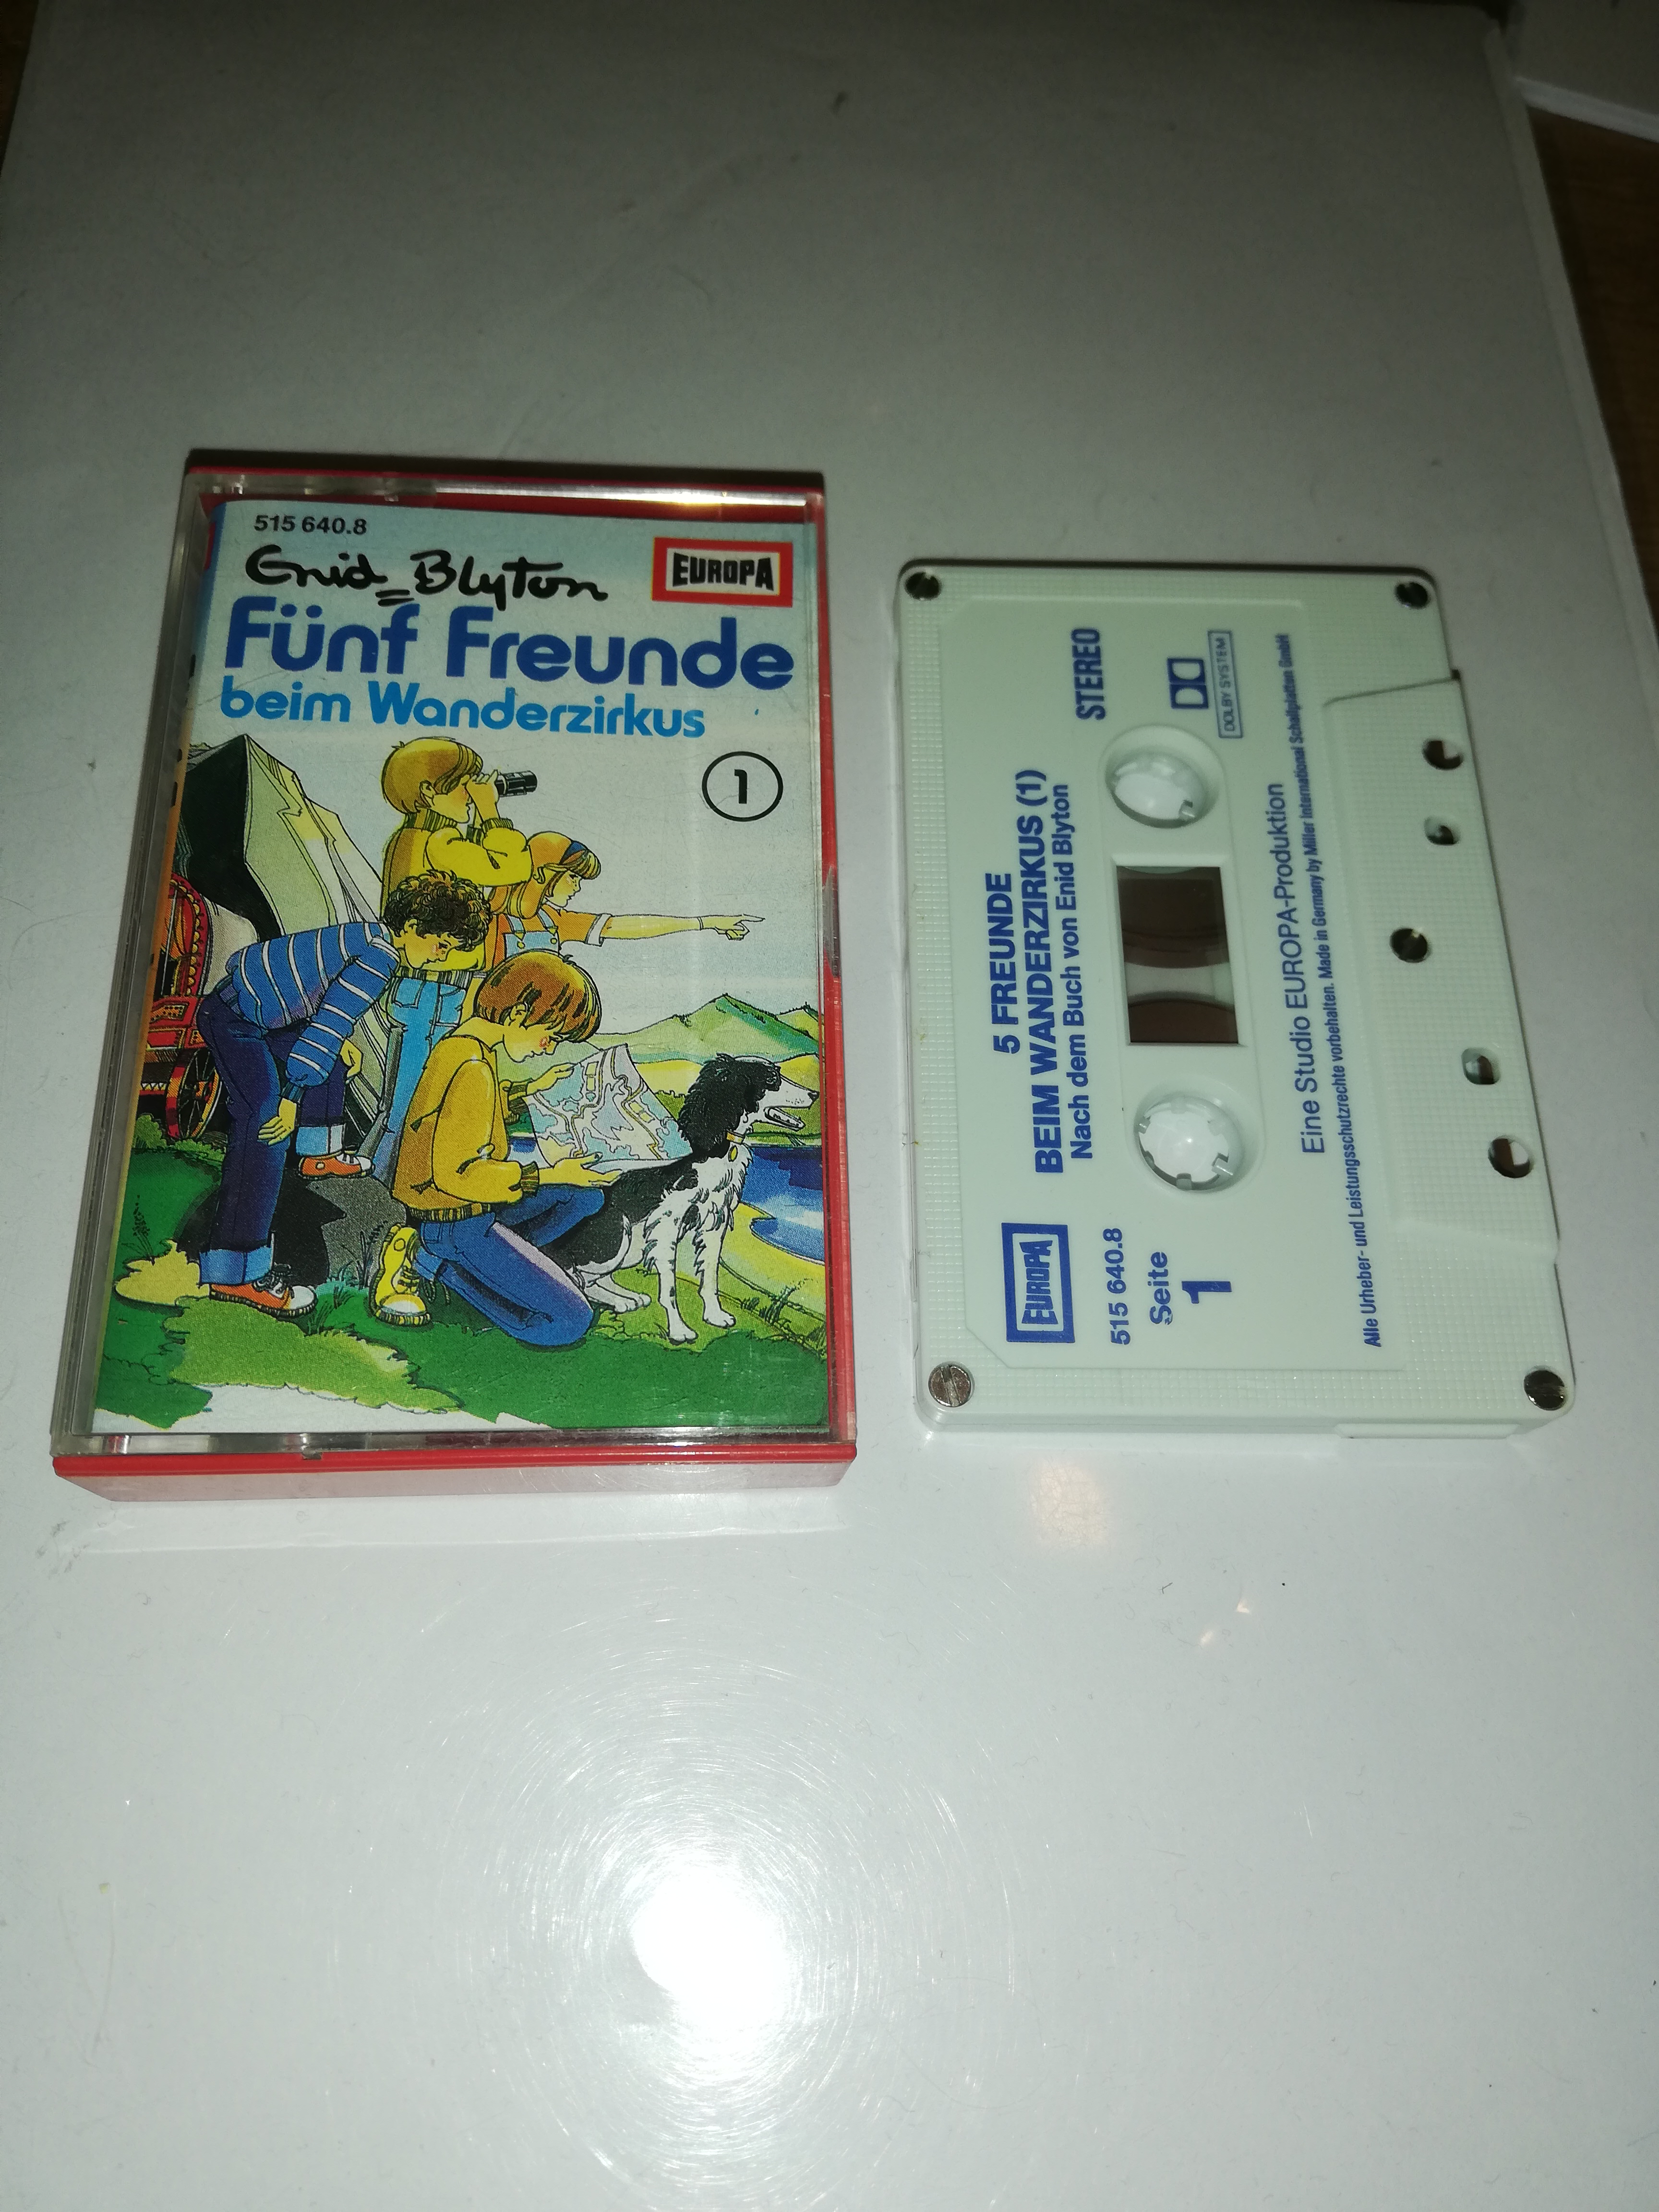 515 640.8
Enid Blyton
EUROPA
Fünf Freunde
beim Wanderzirkus
1
5 FREUNDE
BEIM WANDERZIRKUS (1)
Nach dem Buch von Enid Blyton
STEREO
EUROPA
515 640.8
Seite
1
DOLBY SYSTEM
Eine Studio EUROPA-Produktion
Alle Urheber- und Leistungsschutzrechte vorbehalten. Made in Germany by Miller International Schallplatten GmbH